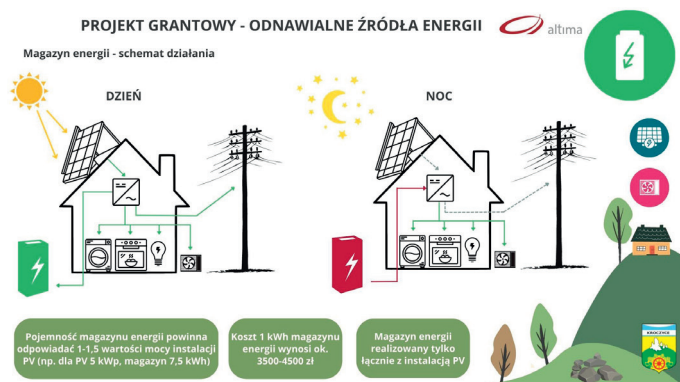 PROJEKT GRANTOWY - ODNAWIALNE ŹRÓDŁA ENERGII
altıma
Magazyn energii - schemat działania
DZIEŃ
NOC
Pojemność magazynu energii powinna
odpowiadać 1-1,5 wartości mocy instalacji
PV (np. dla PV 5 kWp, magazyn 7,5 kWh)
Koszt 1 kWh magazynu
energii wynosi ok.
3500-4500 zł
Magazyn energii
realizowany tylko
łącznie z instalacją PV
KROCZYCE